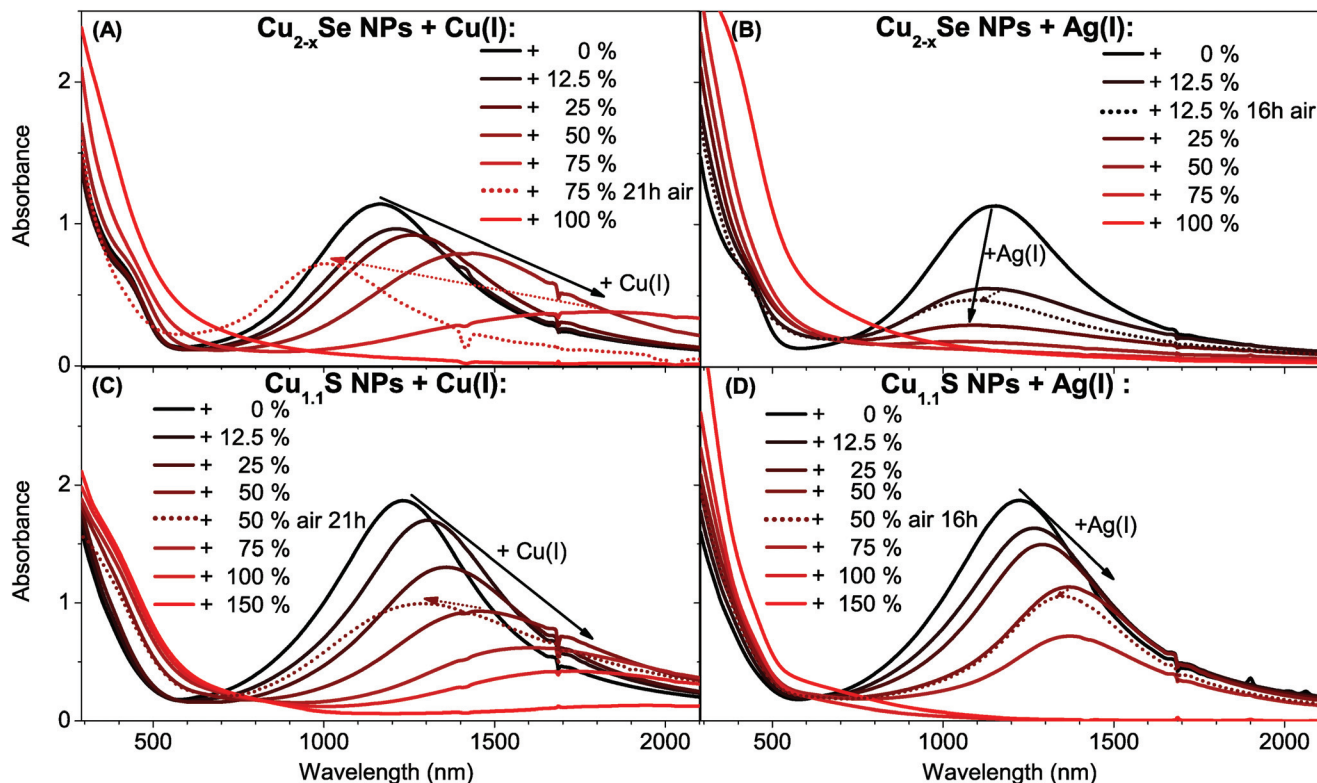 (A) Cu2-xSe NPs + Cu(I):
+ 0 %
+ 12.5 %
+ 25 %
+ 50 %
+ 75 %
+ 75 % 21h air
+ 100 %
+ Cu(I)
2
1
0
Absorbance
(B) Cu2-xSe NPs + Ag(I):
+ 0 %
+ 12.5 %
+ 12.5 % 16h air
+ 25 %
+ 50 %
+ 75 %
+ 100 %
+Ag(I)
(C) Cu1.1S NPs + Cu(I):
+ 0 %
+ 12.5 %
+ 25 %
+ 50 %
+ 50 % air 21h
+ 75 %
+ 100 %
+ 150 %
+ Cu(I)
2
1
0
Absorbance
500 1000 1500 2000
Wavelength (nm)
(D) Cu1.1S NPs + Ag(I) :
+ 0 %
+ 12.5 %
+ 25 %
+ 50 %
+ 50 % air 16h
+ 75 %
+ 100 %
+ 150 %
+Ag(I)
500 1000 1500 2000
Wavelength (nm)